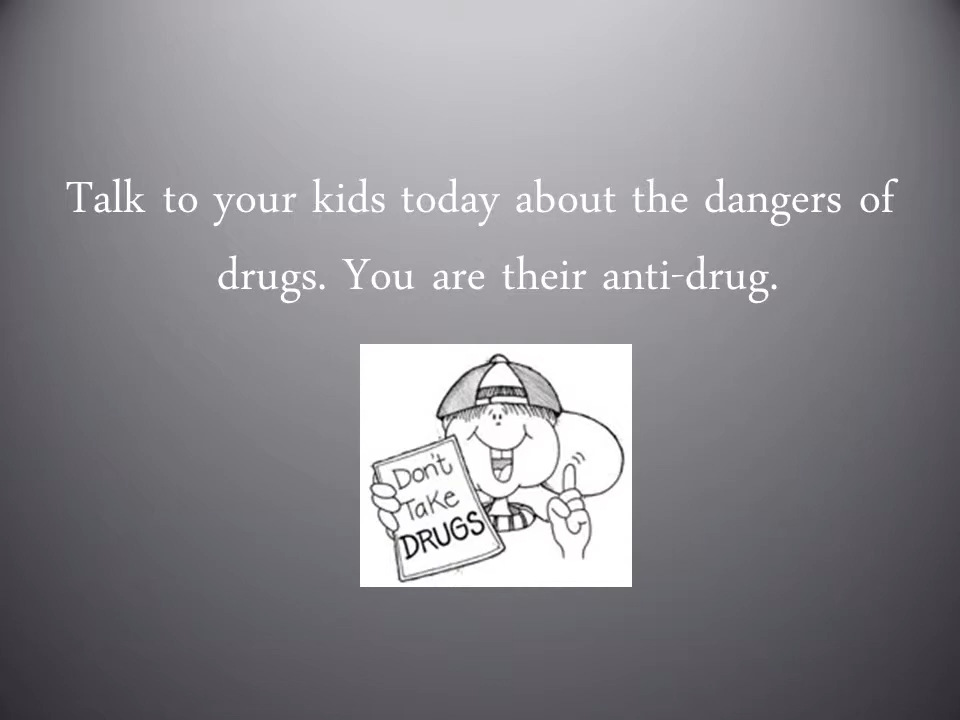 Talk to your kids today about the dangers of
drugs. You are their anti-drug.
Don't
Take
DRUGS